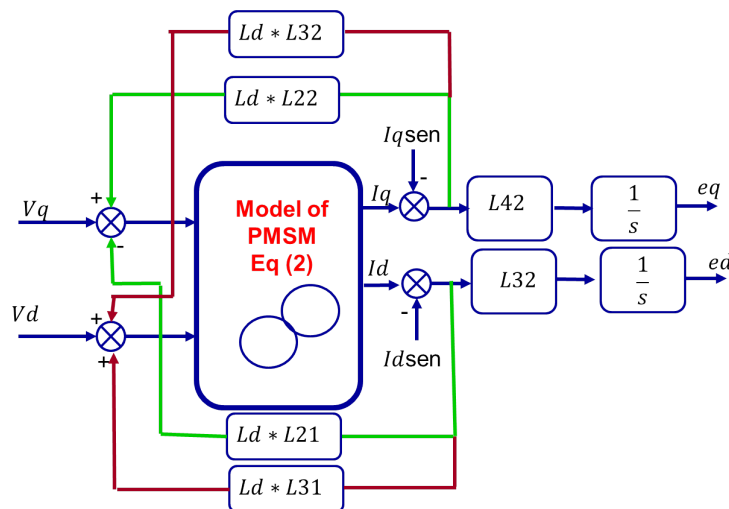 Ld ∗ L32
Ld ∗ L22
Iqsen
-
Vq
+
-
Model of
PMSM
Eq (2)
Iq
L42
1
s
eq
Id
L32
1
s
ed
Vd
+
+
-
Idsen
Ld ∗ L21
Ld ∗ L31